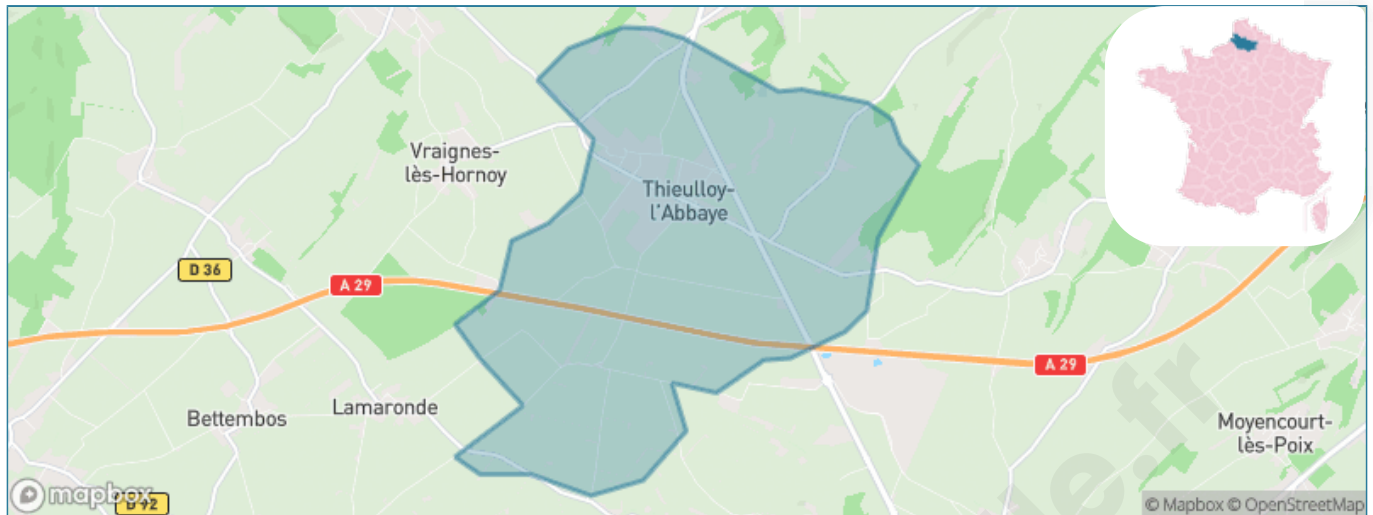 Vraignes-
lès-Hornoy
Thieulloy-
l'Abbaye
D 36
A 29
A 29
Bettembos
Lamaronde
Moyencourt-
lès-Poix
mapbox
D 92
© Mapbox © OpenStreetMap